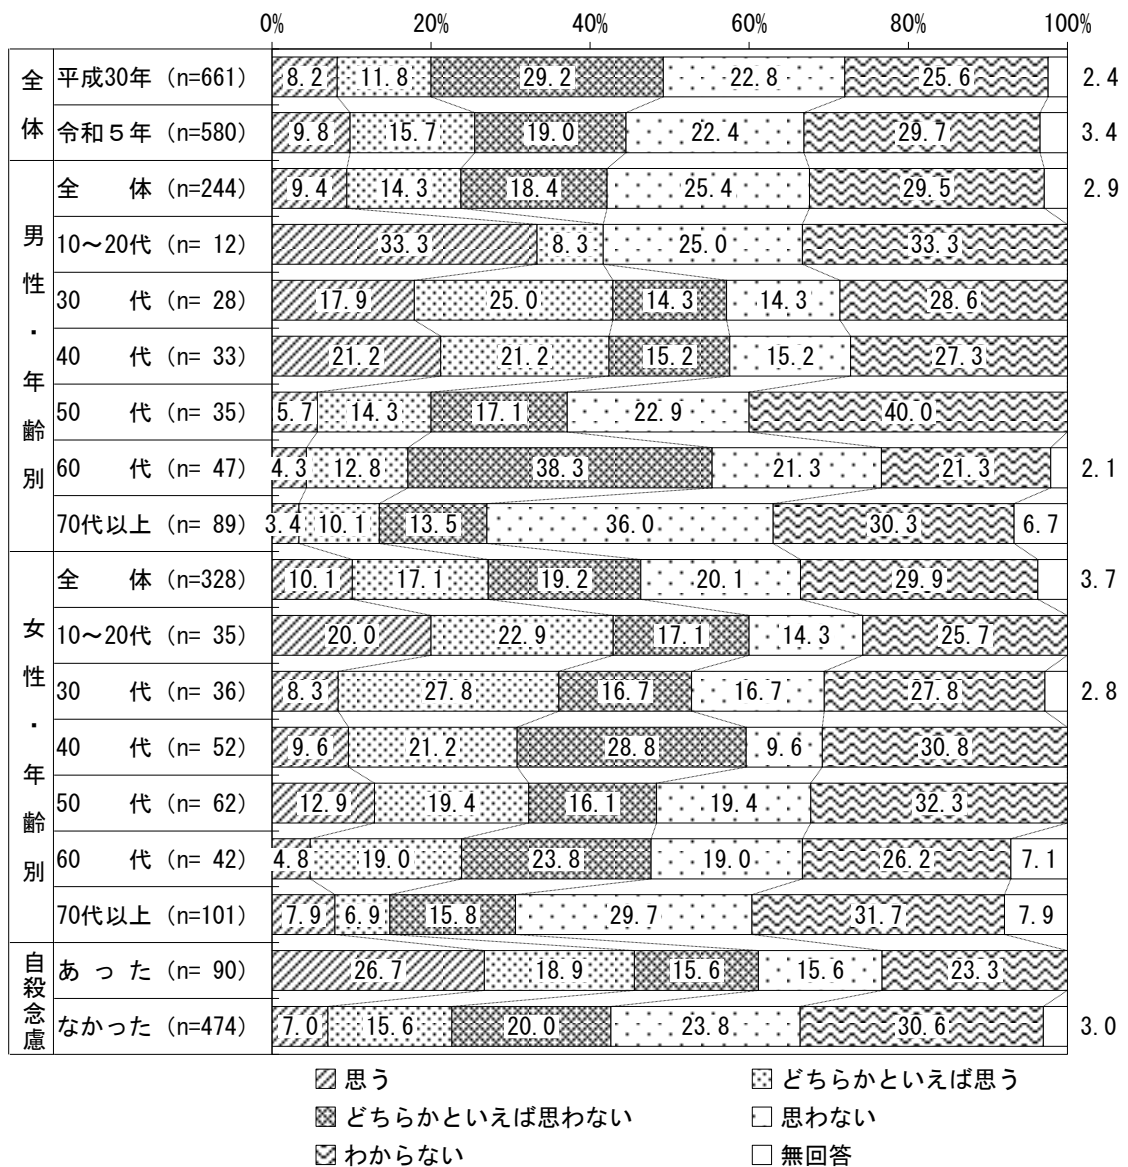 0% 20% 40% 60% 80% 100%
全体
平成30年 (n=661) 8.2 11.8 29.2 22.8 25.6 2.4
令和5年 (n=580) 9.8 15.7 19.0 22.4 29.7 3.4
男性・年齢別
全 体 (n=244) 9.4 14.3 18.4 25.4 29.5 2.9
10～20代 (n= 12) 33.3 8.3 25.0 33.3
30 代 (n= 28) 17.9 25.0 14.3 14.3 28.6
40 代 (n= 33) 21.2 21.2 15.2 15.2 27.3
50 代 (n= 35) 5.7 14.3 17.1 22.9 40.0
60 代 (n= 47) 4.3 12.8 38.3 21.3 21.3 2.1
70代以上 (n= 89) 3.4 10.1 13.5 36.0 30.3 6.7
女性・年齢別
全 体 (n=328) 10.1 17.1 19.2 20.1 29.9 3.7
10～20代 (n= 35) 20.0 22.9 17.1 14.3 25.7
30 代 (n= 36) 8.3 27.8 16.7 16.7 27.8 2.8
40 代 (n= 52) 9.6 21.2 28.8 9.6 30.8
50 代 (n= 62) 12.9 19.4 16.1 19.4 32.3
60 代 (n= 42) 4.8 19.0 23.8 19.0 26.2 7.1
70代以上 (n=101) 7.9 6.9 15.8 29.7 31.7 7.9
自殺念慮
あ っ た (n= 90) 26.7 18.9 15.6 15.6 23.3
なかった (n=474) 7.0 15.6 20.0 23.8 30.6 3.0
思う どちらかといえば思う
どちらかといえば思わない 思わない
わからない 無回答